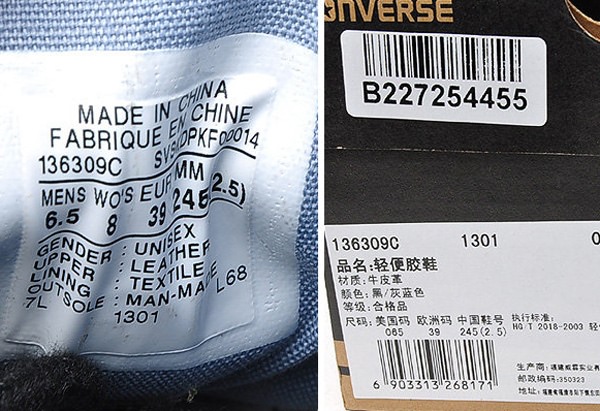 MADE IN CHINA
FABRIQUE EN CHINE
136309C
MENS WO'S EUR MM
6.5 8 39 245(2.5)
GENDER : UNISEX
UPPER : LEATHER
LINING : TEXTILE
OUTSOLE : MAN-MADE
7L L68
1301
CONVERSE
B227254455
136309C 1301 0
品名:轻便胶鞋
材质:牛皮革
颜色:黑/灰蓝色
等级:合格品
尺码: 美国码 欧洲码 中国鞋号
065 39 245(2.5)
执行标准:
HG T 2018-2003
6 903313 268171
生产商:
邮政编码:350323
地址: